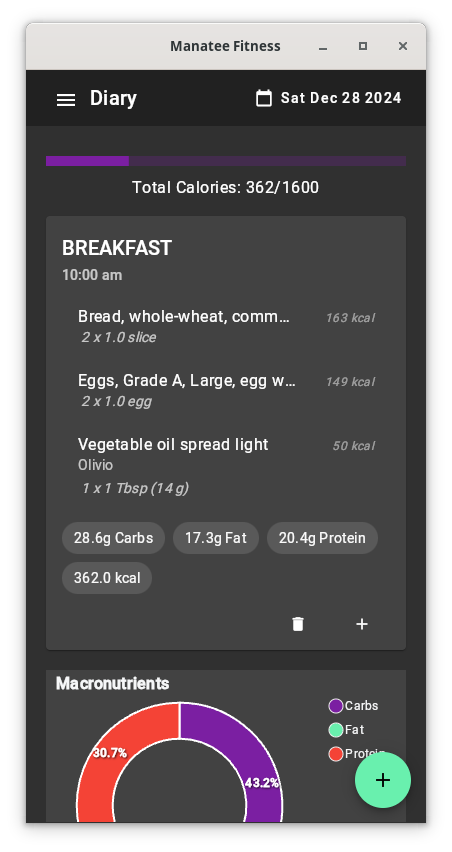 Manatee Fitness
Diary
Sat Dec 28 2024
Total Calories: 362/1600
BREAKFAST
10:00 am
Bread, whole-wheat, comm... 163 kcal
2 x 1.0 slice
Eggs, Grade A, Large, egg w... 149 kcal
2 x 1.0 egg
Vegetable oil spread light 50 kcal
Olivio
1 x 1 Tbsp (14 g)
28.6g Carbs 17.3g Fat 20.4g Protein
362.0 kcal
Macronutrients
Carbs
Fat
Protein
30.7%
43.2%